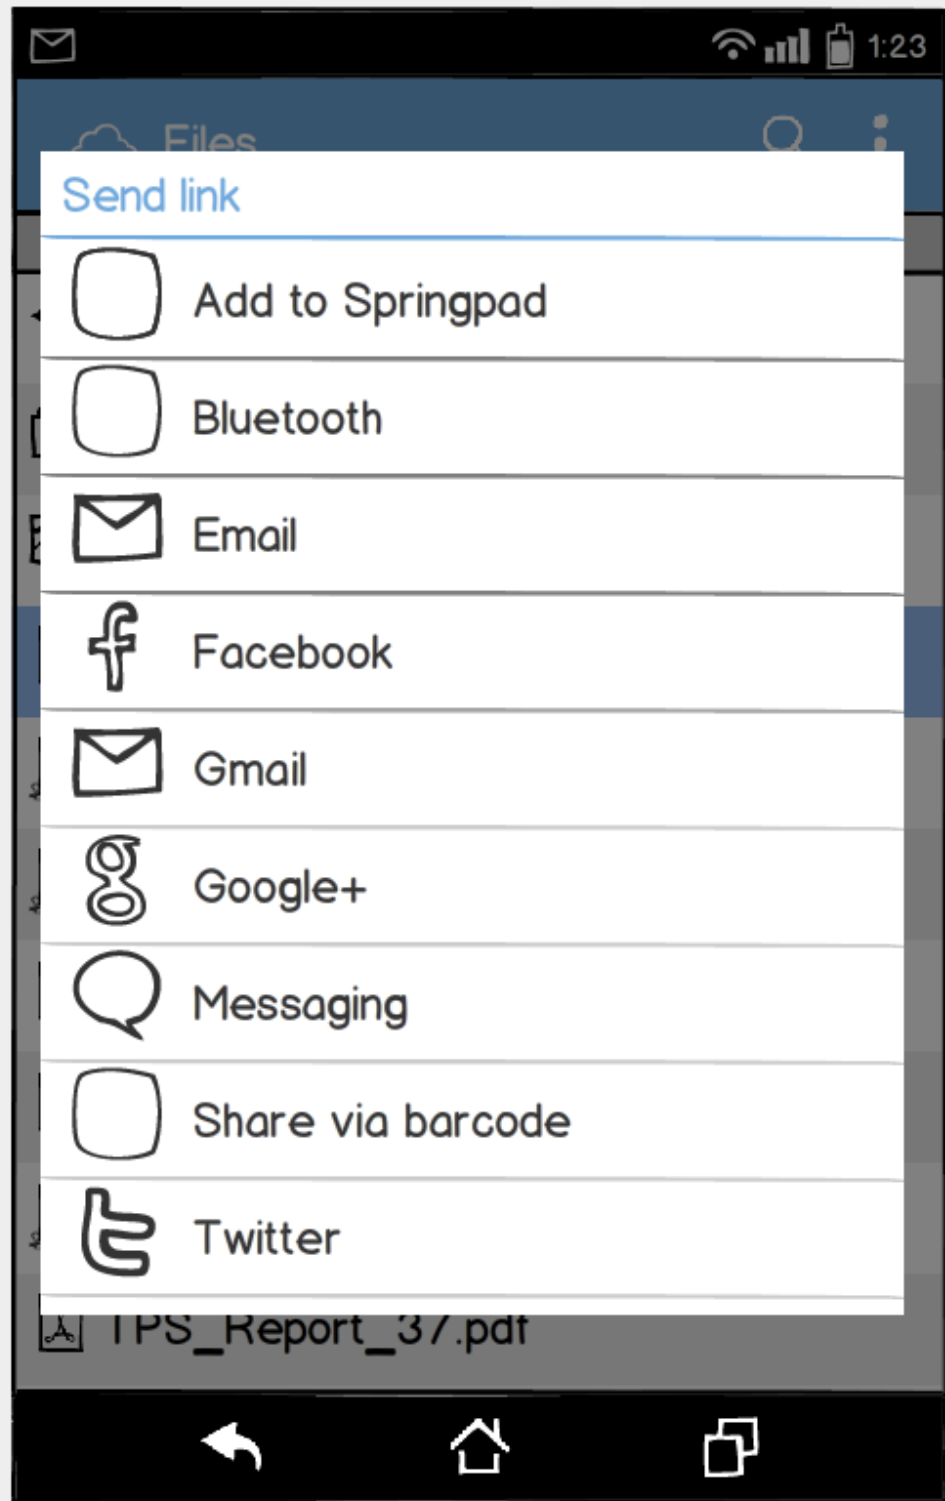 1:23
Files
Send link
Add to Springpad
Bluetooth
Email
Facebook
Gmail
Google+
Messaging
Share via barcode
Twitter
TPS_Report_37.pdf